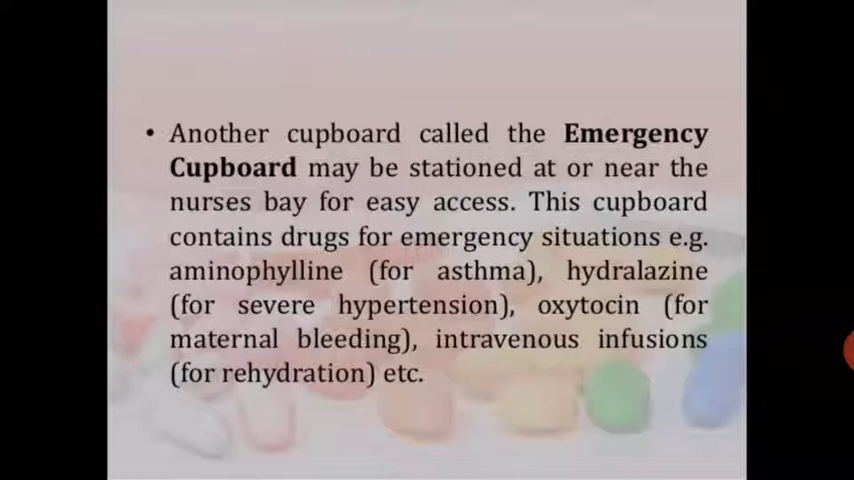 • Another cupboard called the Emergency
Cupboard may be stationed at or near the
nurses bay for easy access. This cupboard
contains drugs for emergency situations e.g.
aminophylline (for asthma), hydralazine
(for severe hypertension), oxytocin (for
maternal bleeding), intravenous infusions
(for rehydration) etc.